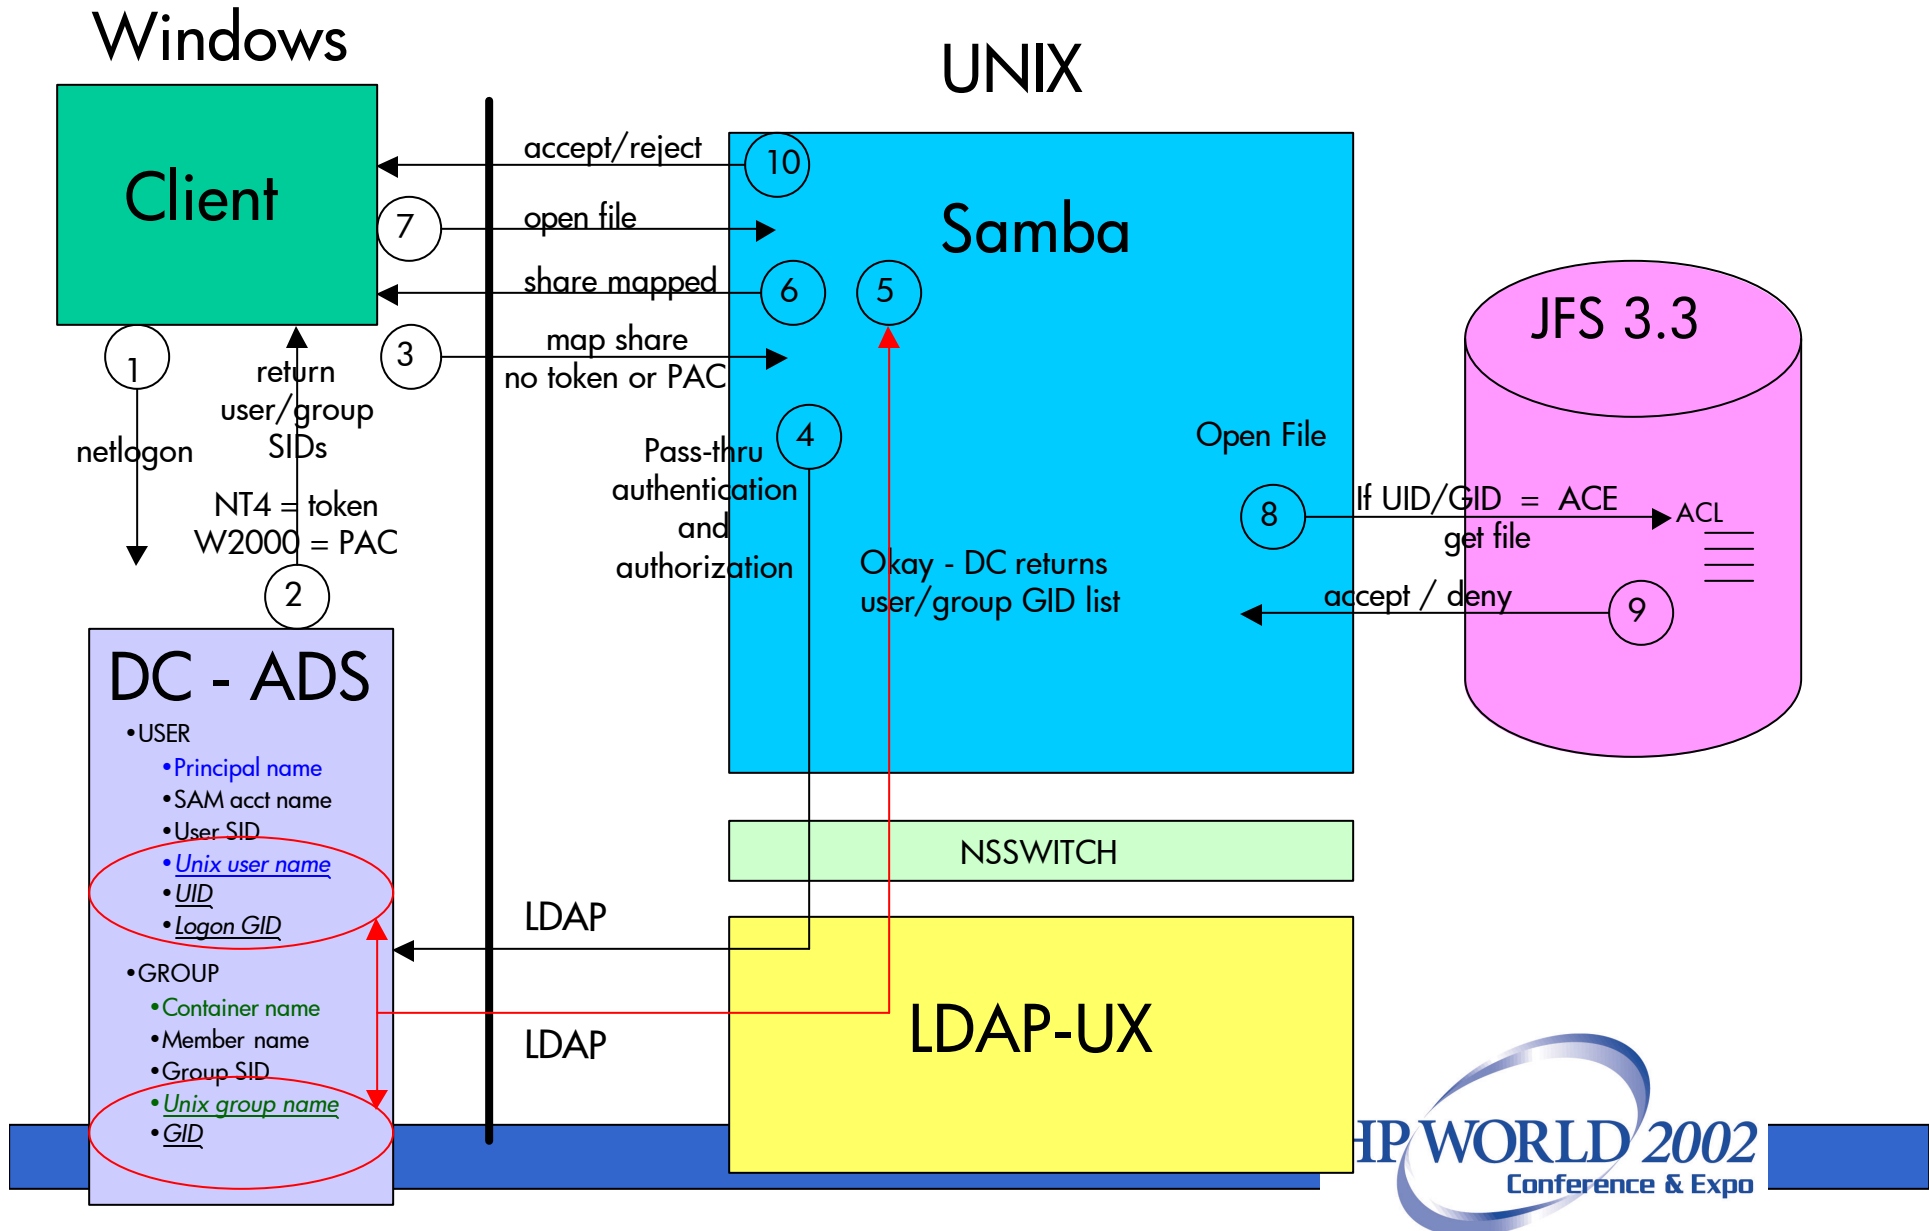 Windows
UNIX
Client
accept/reject
10
7
open file
Samba
share mapped
6
5
JFS 3.3
1
3
map share
no token or PAC
return
user/group
SIDs
netlogon
4
Pass-thru
authentication
and
authorization
Open File
NT4 = token
W2000 = PAC
8
If UID/GID = ACE
get file
ACL
2
Okay - DC returns
user/group GID list
accept / deny
9
DC - ADS
•USER
•Principal name
•SAM acct name
•User SID
•Unix user name
•UID
•Logon GID
•GROUP
•Container name
•Member name
•Group SID
•Unix group name
•GID
NSSWITCH
LDAP
LDAP
LDAP-UX
HP WORLD 2002
Conference & Expo